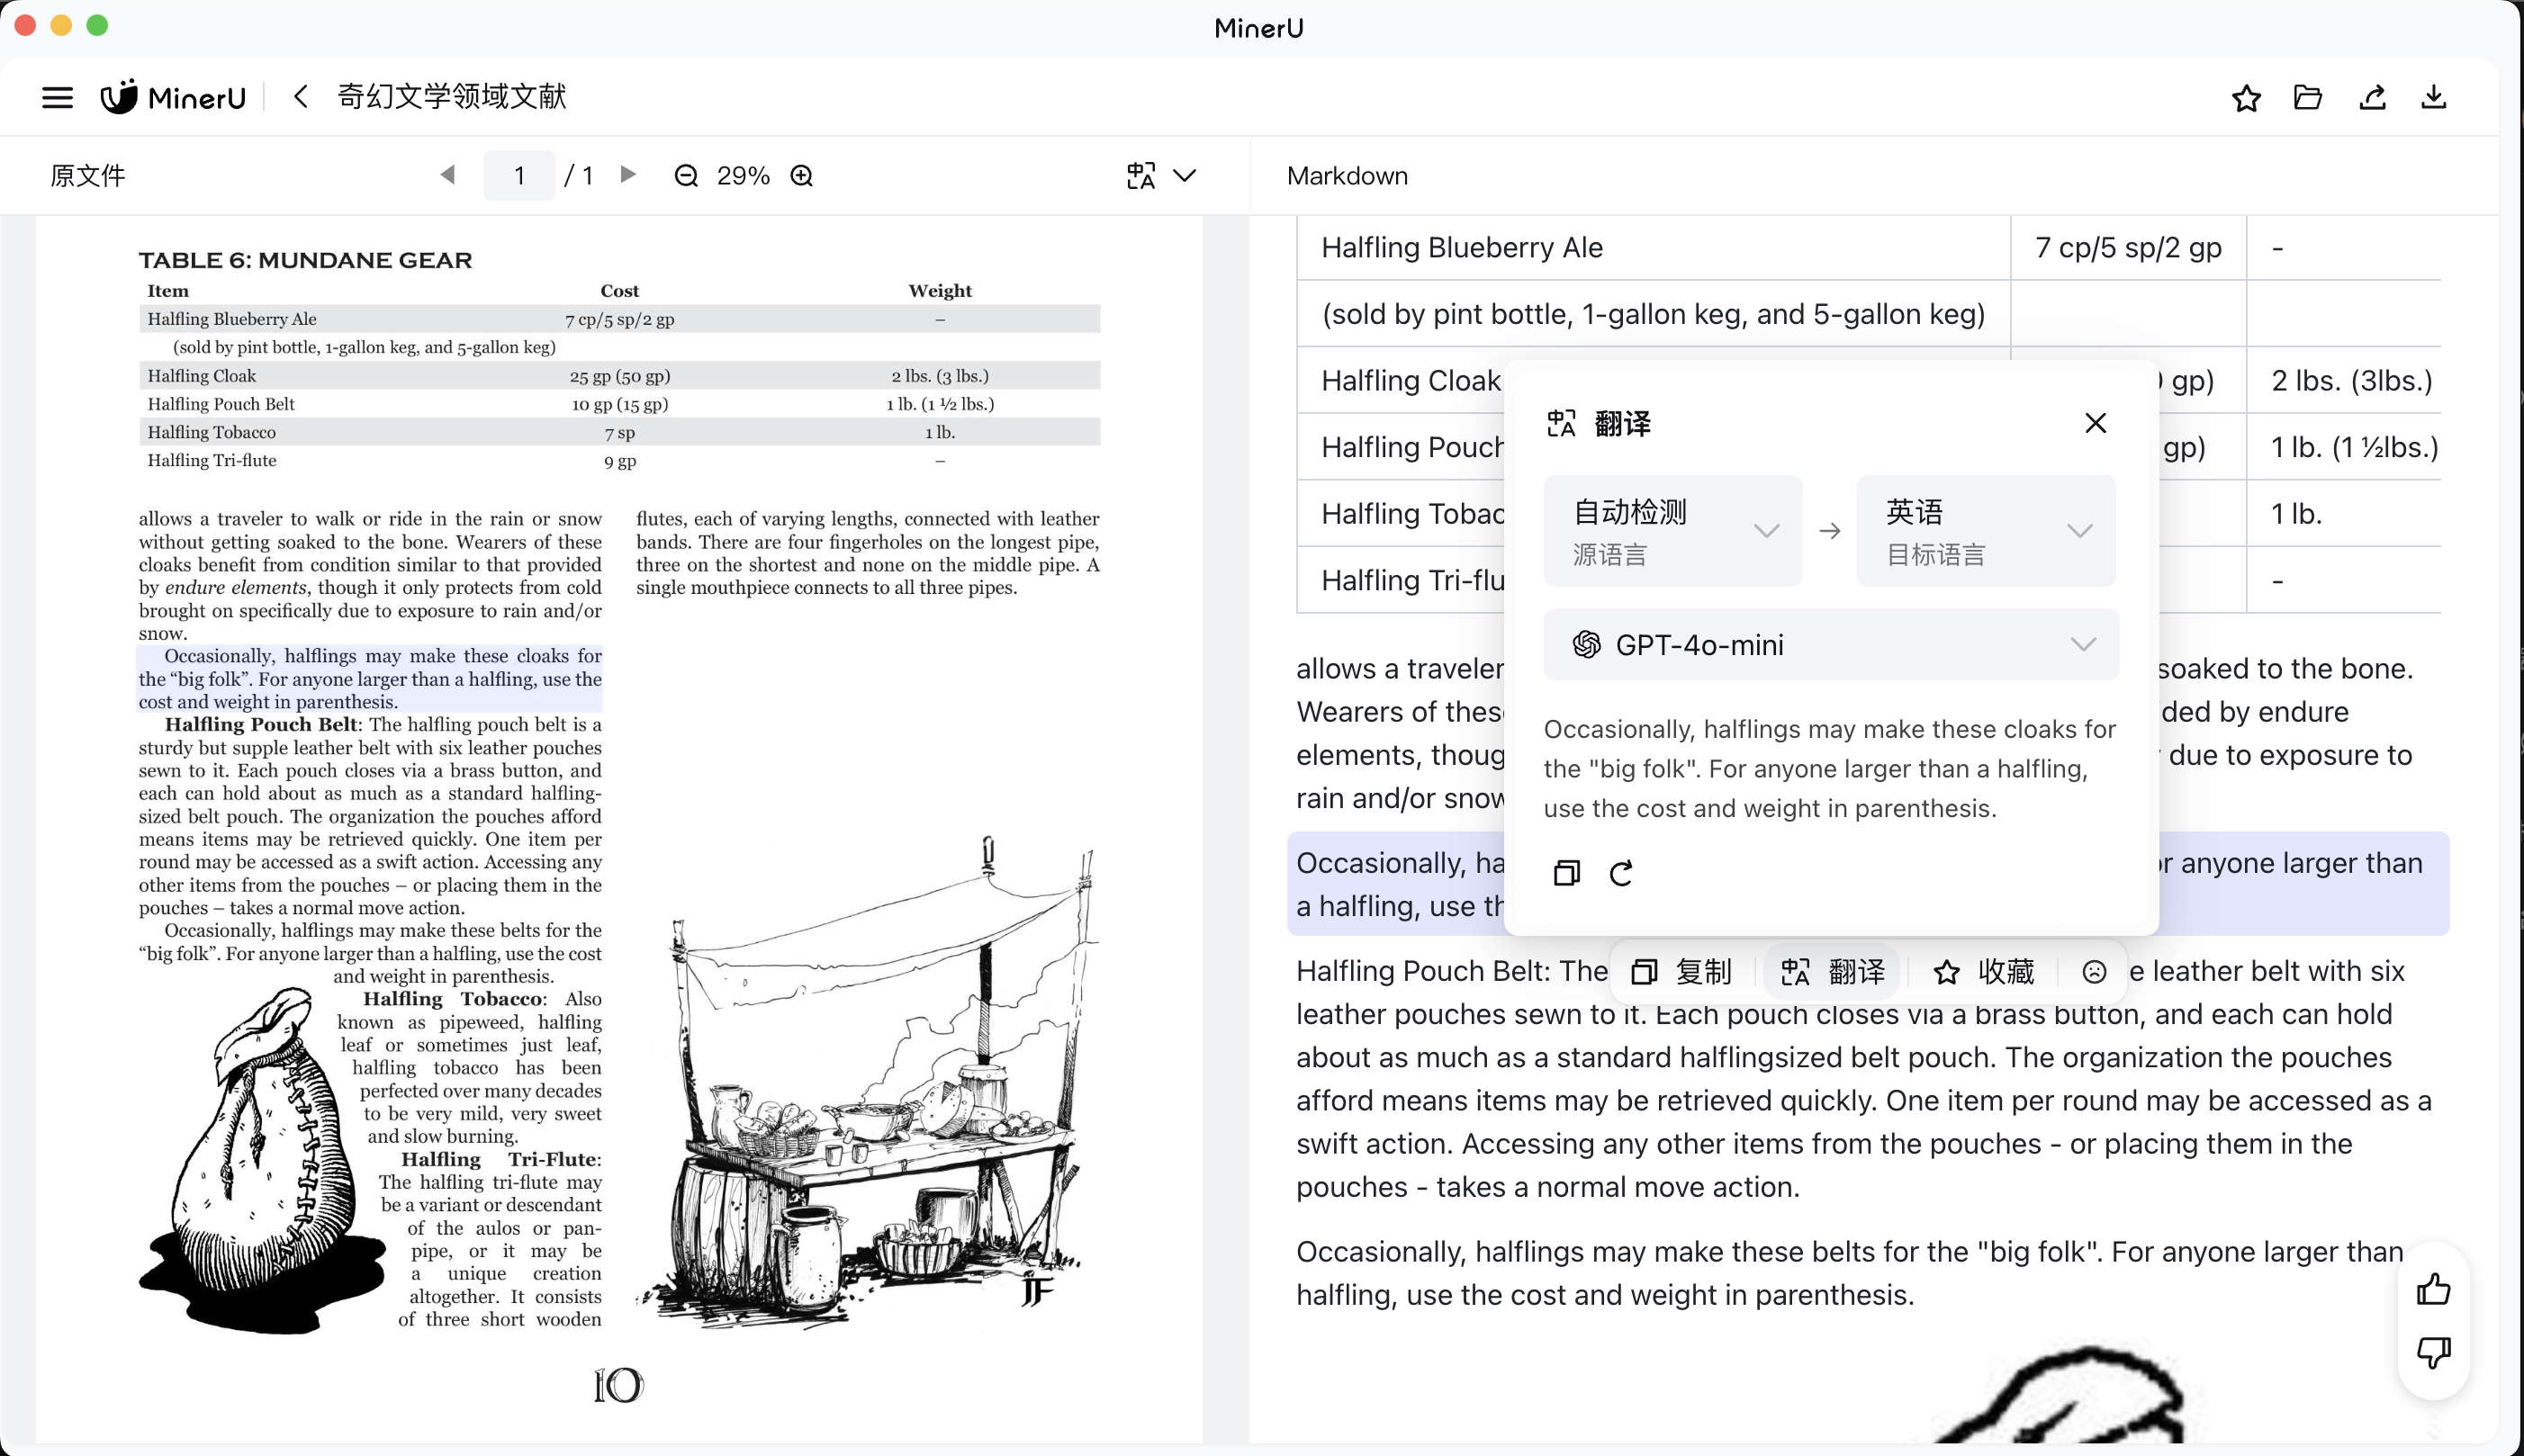 MinerU
MinerU
奇幻文学领域文献
原文件
1 / 1
29%
Markdown
TABLE 6: MUNDANE GEAR
Item Cost Weight
Halfling Blueberry Ale 7 cp/5 sp/2 gp –
(sold by pint bottle, 1-gallon keg, and 5-gallon keg)
Halfling Cloak 25 gp (50 gp) 2 lbs. (3 lbs.)
Halfling Pouch Belt 10 gp (15 gp) 1 lb. (1 ½ lbs.)
Halfling Tobacco 7 sp 1 lb.
Halfling Tri-flute 9 gp –
allows a traveler to walk or ride in the rain or snow
without getting soaked to the bone. Wearers of these
cloaks benefit from condition similar to that provided
by endure elements, though it only protects from cold
brought on specifically due to exposure to rain and/or
snow.
Occasionally, halflings may make these cloaks for
the “big folk”. For anyone larger than a halfling, use the
cost and weight in parenthesis.
Halfling Pouch Belt: The halfling pouch belt is a
sturdy but supple leather belt with six leather pouches
sewn to it. Each pouch closes via a brass button, and
each can hold about as much as a standard halfling-
sized belt pouch. The organization the pouches afford
means items may be retrieved quickly. One item per
round may be accessed as a swift action. Accessing any
other items from the pouches – or placing them in the
pouches – takes a normal move action.
Occasionally, halflings may make these belts for the
“big folk”. For anyone larger than a halfling, use the cost
and weight in parenthesis.
Halfling Tobacco: Also
known as pipeweed, halfling
leaf or sometimes just leaf,
halfling tobacco has been
perfected over many decades
to be very mild, very sweet
and slow burning.
Halfling Tri-Flute:
The halfling tri-flute may
be a variant or descendant
of the aulos or pan-
pipe, or it may be
a unique creation
altogether. It consists
of three short wooden
flutes, each of varying lengths, connected with leather
bands. There are four fingerholes on the longest pipe,
three on the shortest and none on the middle pipe. A
single mouthpiece connects to all three pipes.
JF
10
Halfling Blueberry Ale 7 cp/5 sp/2 gp -
(sold by pint bottle, 1-gallon keg, and 5-gallon keg)
Halfling Cloak gp) 2 lbs. (3lbs.)
Halfling Pouch gp) 1 lb. (1 ½lbs.)
Halfling Tobac 1 lb.
Halfling Tri-flu -
allows a traveler soaked to the bone.
Wearers of thes ded by endure
elements, thoug due to exposure to
rain and/or snow
Occasionally, ha or anyone larger than
a halfling, use th
翻译
自动检测
源语言
→
英语
目标语言
GPT-4o-mini
Occasionally, halflings may make these cloaks for
the "big folk". For anyone larger than a halfling,
use the cost and weight in parenthesis.
复制 翻译 收藏
Halfling Pouch Belt: The e leather belt with six
leather pouches sewn to it. Each pouch closes via a brass button, and each can hold
about as much as a standard halflingsized belt pouch. The organization the pouches
afford means items may be retrieved quickly. One item per round may be accessed as a
swift action. Accessing any other items from the pouches - or placing them in the
pouches - takes a normal move action.
Occasionally, halflings may make these belts for the "big folk". For anyone larger than
halfling, use the cost and weight in parenthesis.